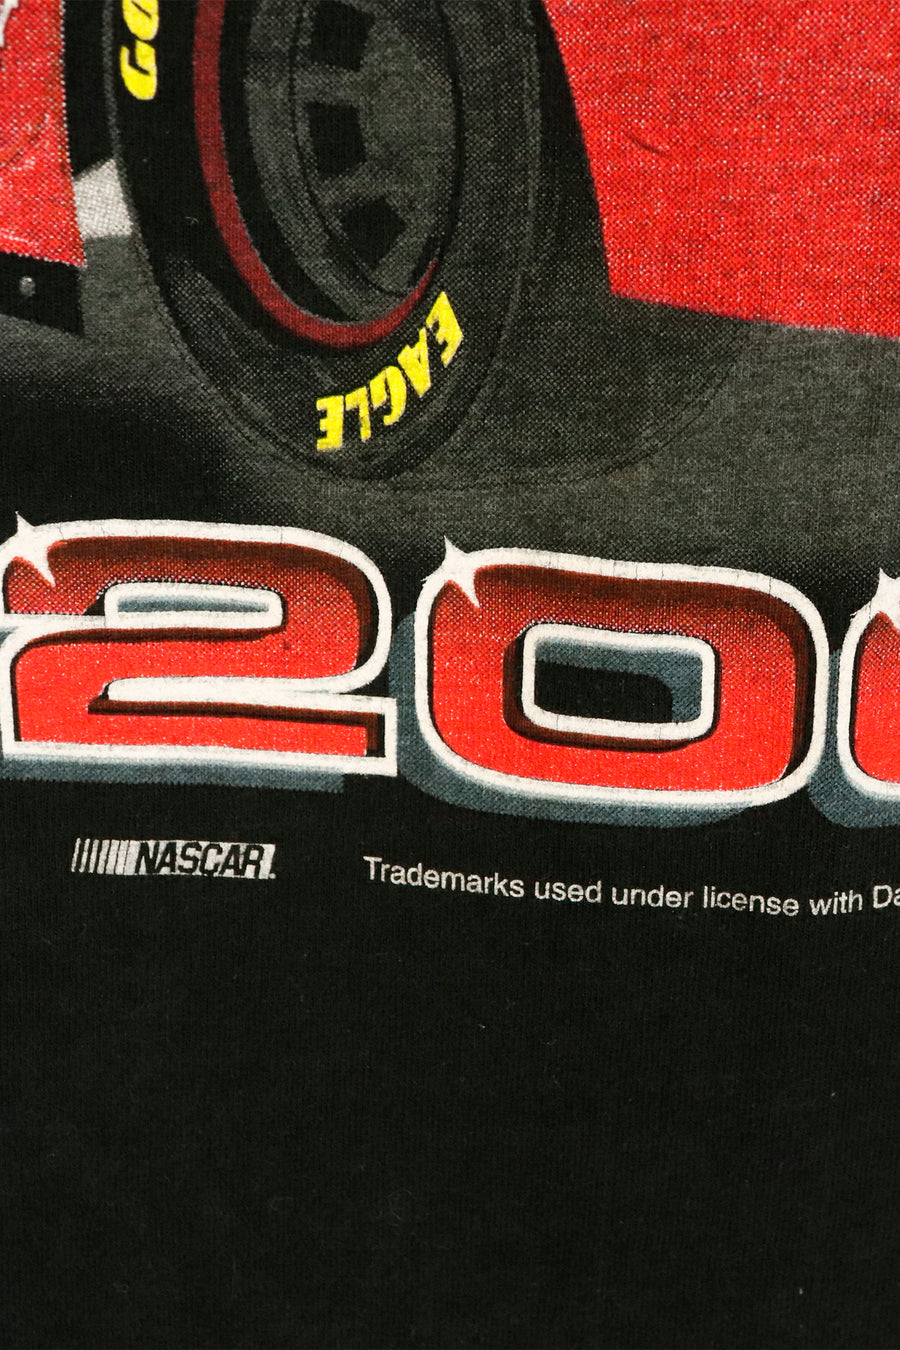 GO
EAGLE
200
NASCAR.
Trademarks used under license with Da